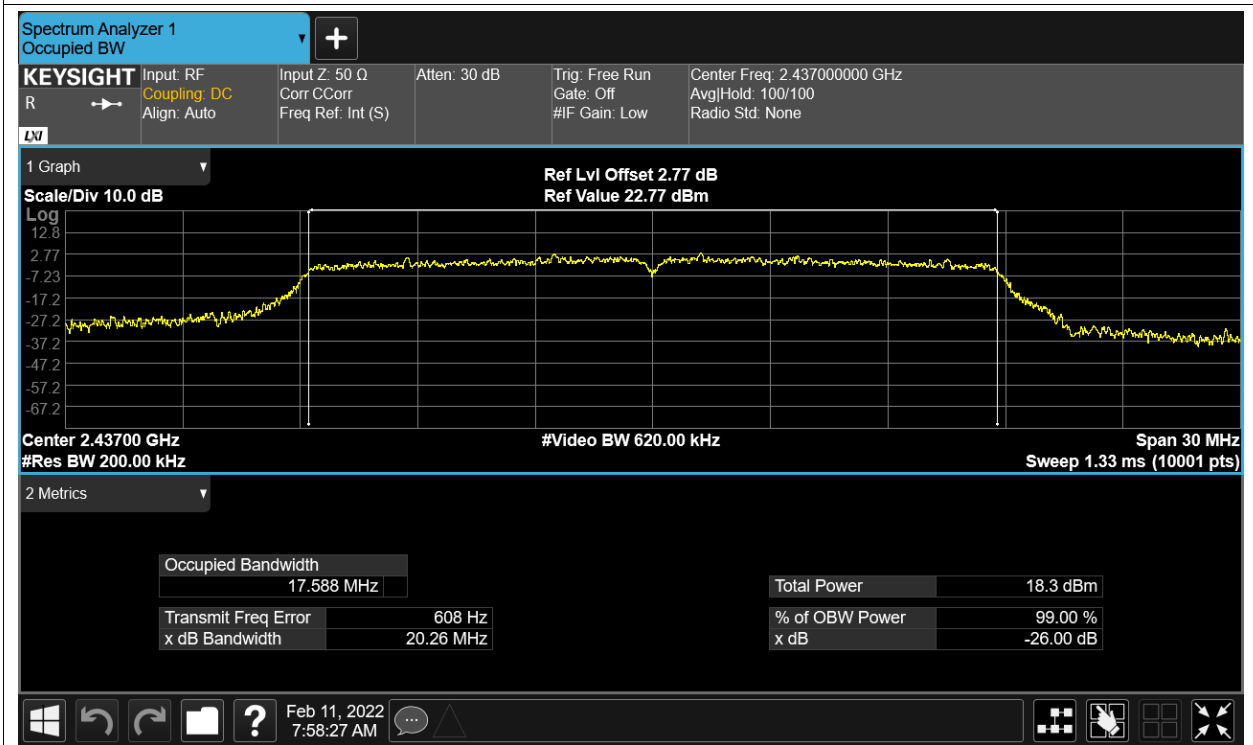 Spectrum Analyzer 1
Occupied BW
KEYSIGHT
R
LXI
Input: RF
Coupling: DC
Align: Auto
Input Z: 50 Ω
Corr CCorr
Freq Ref: Int (S)
Atten: 30 dB
Trig: Free Run
Gate: Off
#IF Gain: Low
Center Freq: 2.437000000 GHz
Avg|Hold: 100/100
Radio Std: None
1 Graph
Scale/Div 10.0 dB
Ref Lvl Offset 2.77 dB
Ref Value 22.77 dBm
Log
12.8
2.77
-7.23
-17.2
-27.2
-37.2
-47.2
-57.2
-67.2
Center 2.43700 GHz
#Res BW 200.00 kHz
#Video BW 620.00 kHz
Span 30 MHz
Sweep 1.33 ms (10001 pts)
2 Metrics
Occupied Bandwidth
17.588 MHz
Transmit Freq Error 608 Hz
x dB Bandwidth 20.26 MHz
Total Power 18.3 dBm
% of OBW Power 99.00 %
x dB -26.00 dB
?
Feb 11, 2022
7:58:27 AM